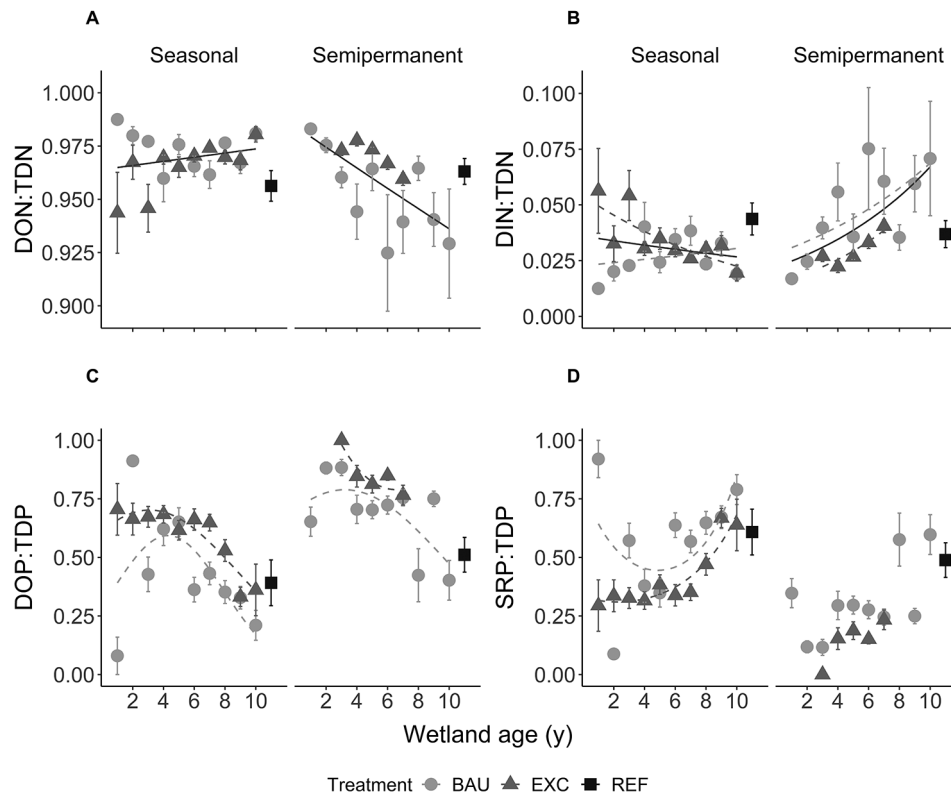 A
B
Seasonal Semipermanent
Seasonal Semipermanent
DON:TDN
1.000
0.975
0.950
0.925
0.900
DIN:TDN
0.100
0.075
0.050
0.025
0.000
C
D
DOP:TDP
1.00
0.75
0.50
0.25
0.00
SRP:TDP
1.00
0.75
0.50
0.25
0.00
2 4 6 8 10 2 4 6 8 10
2 4 6 8 10 2 4 6 8 10
Wetland age (y)
Treatment BAU EXC REF